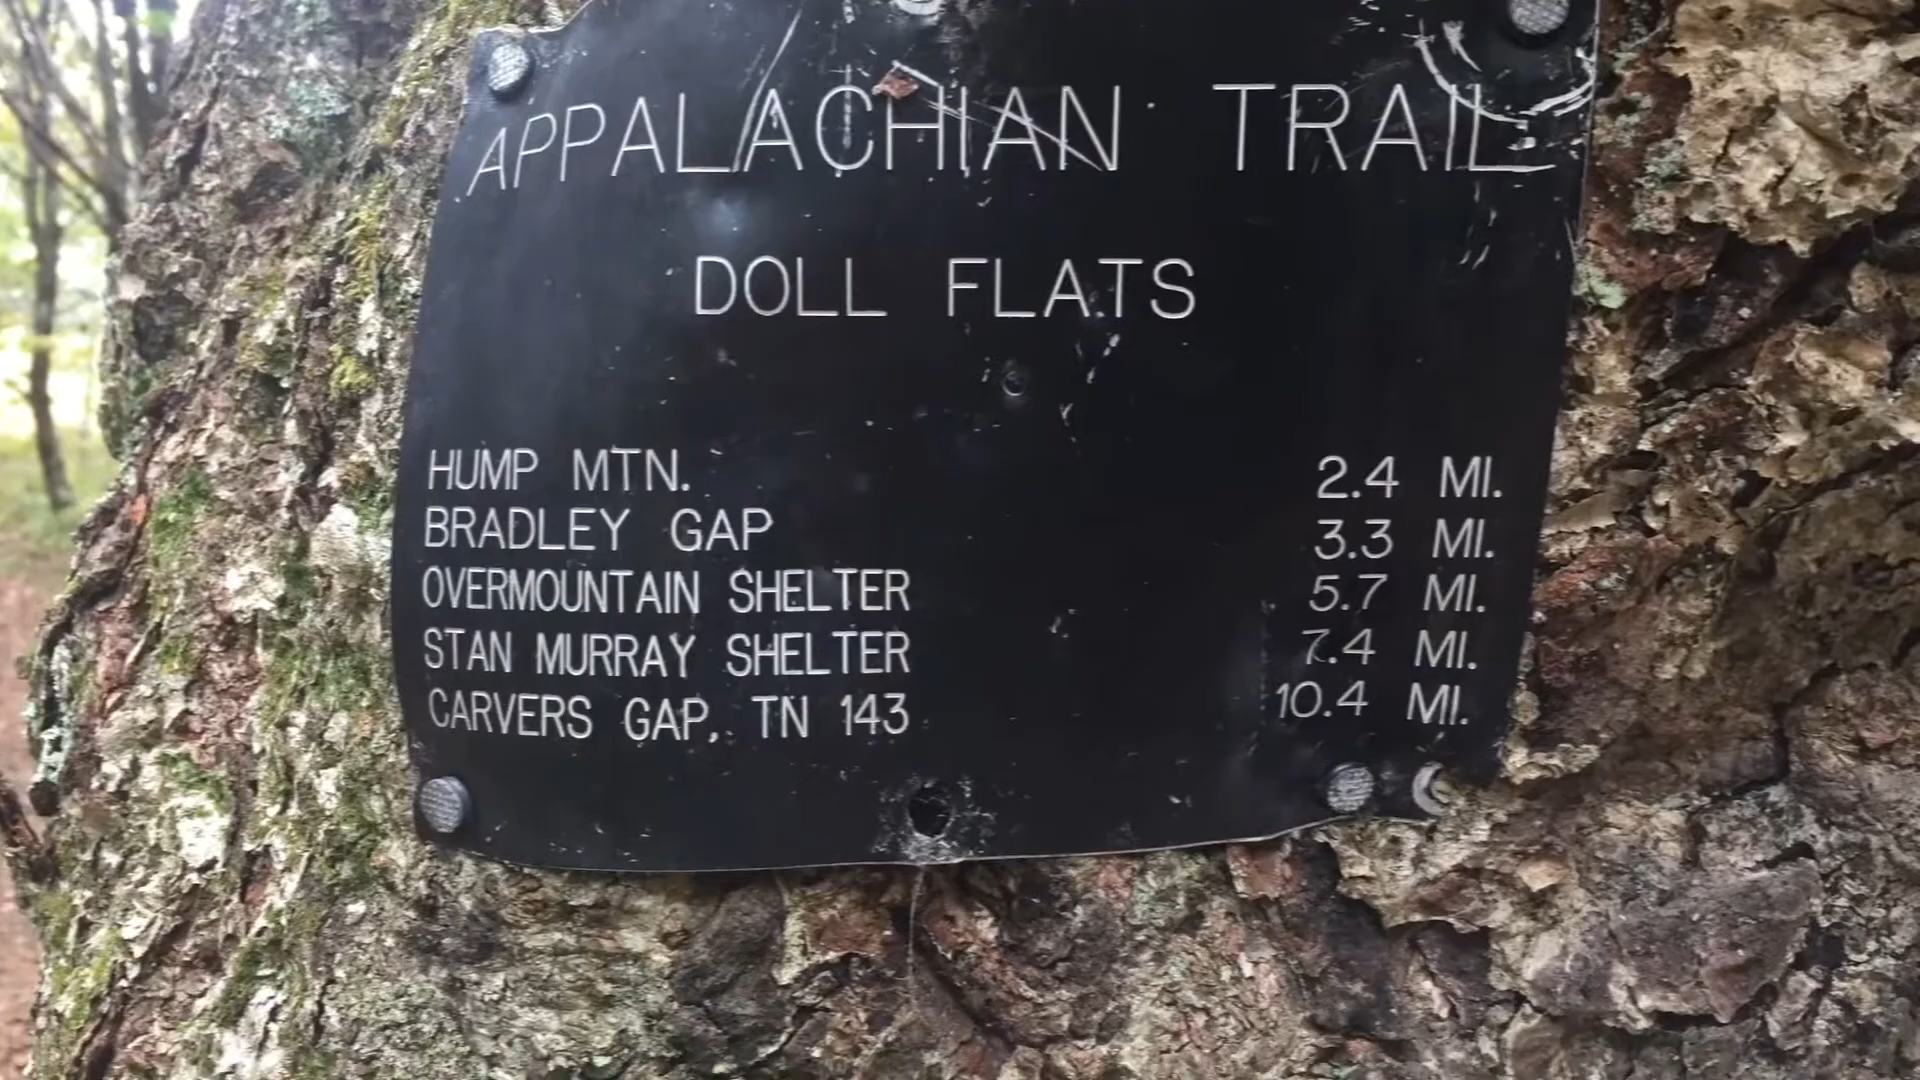 APPALACHIAN TRAIL
DOLL FLATS
HUMP MTN. 2.4 MI.
BRADLEY GAP 3.3 MI.
OVERMOUNTAIN SHELTER 5.7 MI.
STAN MURRAY SHELTER 7.4 MI.
CARVERS GAP, TN 143 10.4 MI.